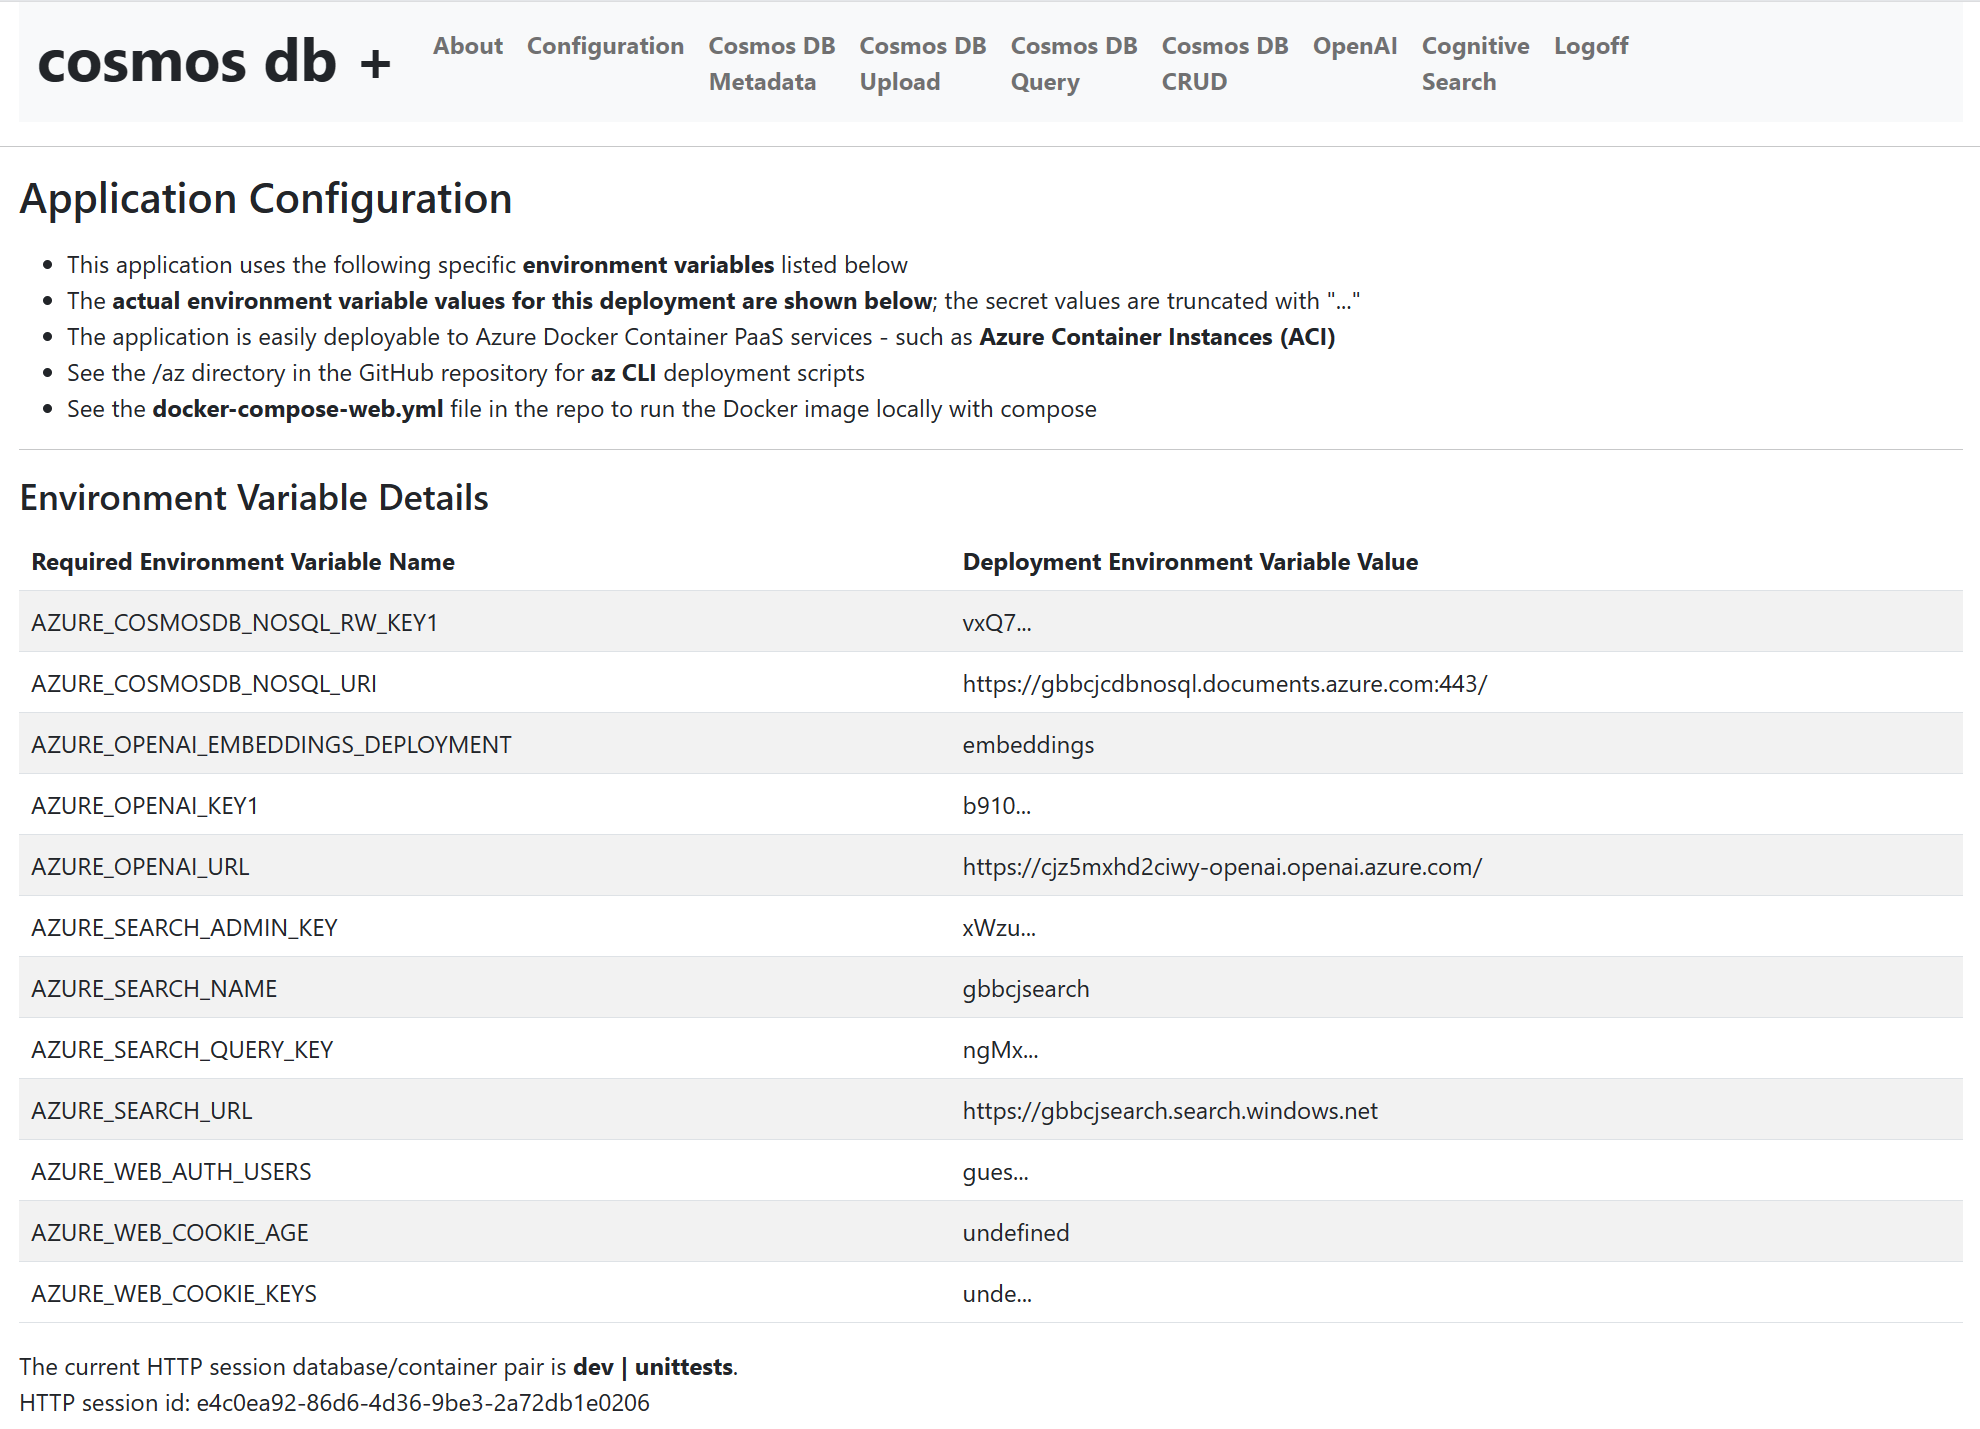 cosmos db +
About Configuration Cosmos DB Metadata Cosmos DB Upload Cosmos DB Query Cosmos DB CRUD OpenAI Cognitive Search Logoff
Application Configuration
This application uses the following specific environment variables listed below
The actual environment variable values for this deployment are shown below; the secret values are truncated with "..."
The application is easily deployable to Azure Docker Container PaaS services - such as Azure Container Instances (ACI)
See the /az directory in the GitHub repository for az CLI deployment scripts
See the docker-compose-web.yml file in the repo to run the Docker image locally with compose
Environment Variable Details
Required Environment Variable Name Deployment Environment Variable Value
AZURE_COSMOSDB_NOSQL_RW_KEY1 vxQ7...
AZURE_COSMOSDB_NOSQL_URI https://gbbcjcdbnosql.documents.azure.com:443/
AZURE_OPENAI_EMBEDDINGS_DEPLOYMENT embeddings
AZURE_OPENAI_KEY1 b910...
AZURE_OPENAI_URL https://cjz5mxhd2ciwy-openai.openai.azure.com/
AZURE_SEARCH_ADMIN_KEY xWzu...
AZURE_SEARCH_NAME gbbcjsearch
AZURE_SEARCH_QUERY_KEY ngMx...
AZURE_SEARCH_URL https://gbbcjsearch.search.windows.net
AZURE_WEB_AUTH_USERS gues...
AZURE_WEB_COOKIE_AGE undefined
AZURE_WEB_COOKIE_KEYS unde...
The current HTTP session database/container pair is dev | unittests.
HTTP session id: e4c0ea92-86d6-4d36-9be3-2a72db1e0206